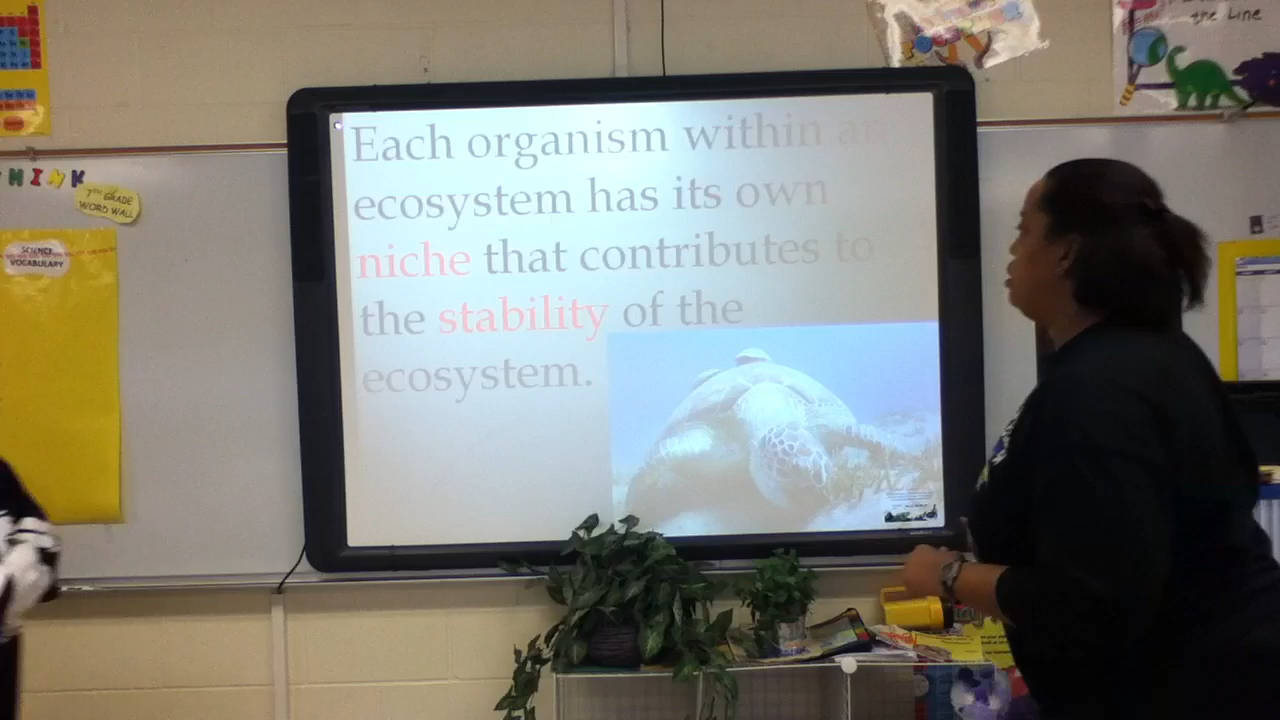 Each organism within an
ecosystem has its own
niche that contributes to
the stability of the
ecosystem.
THINK
7TH GRADE
WORD WALL
SCIENCE
VOCABULARY
the Line